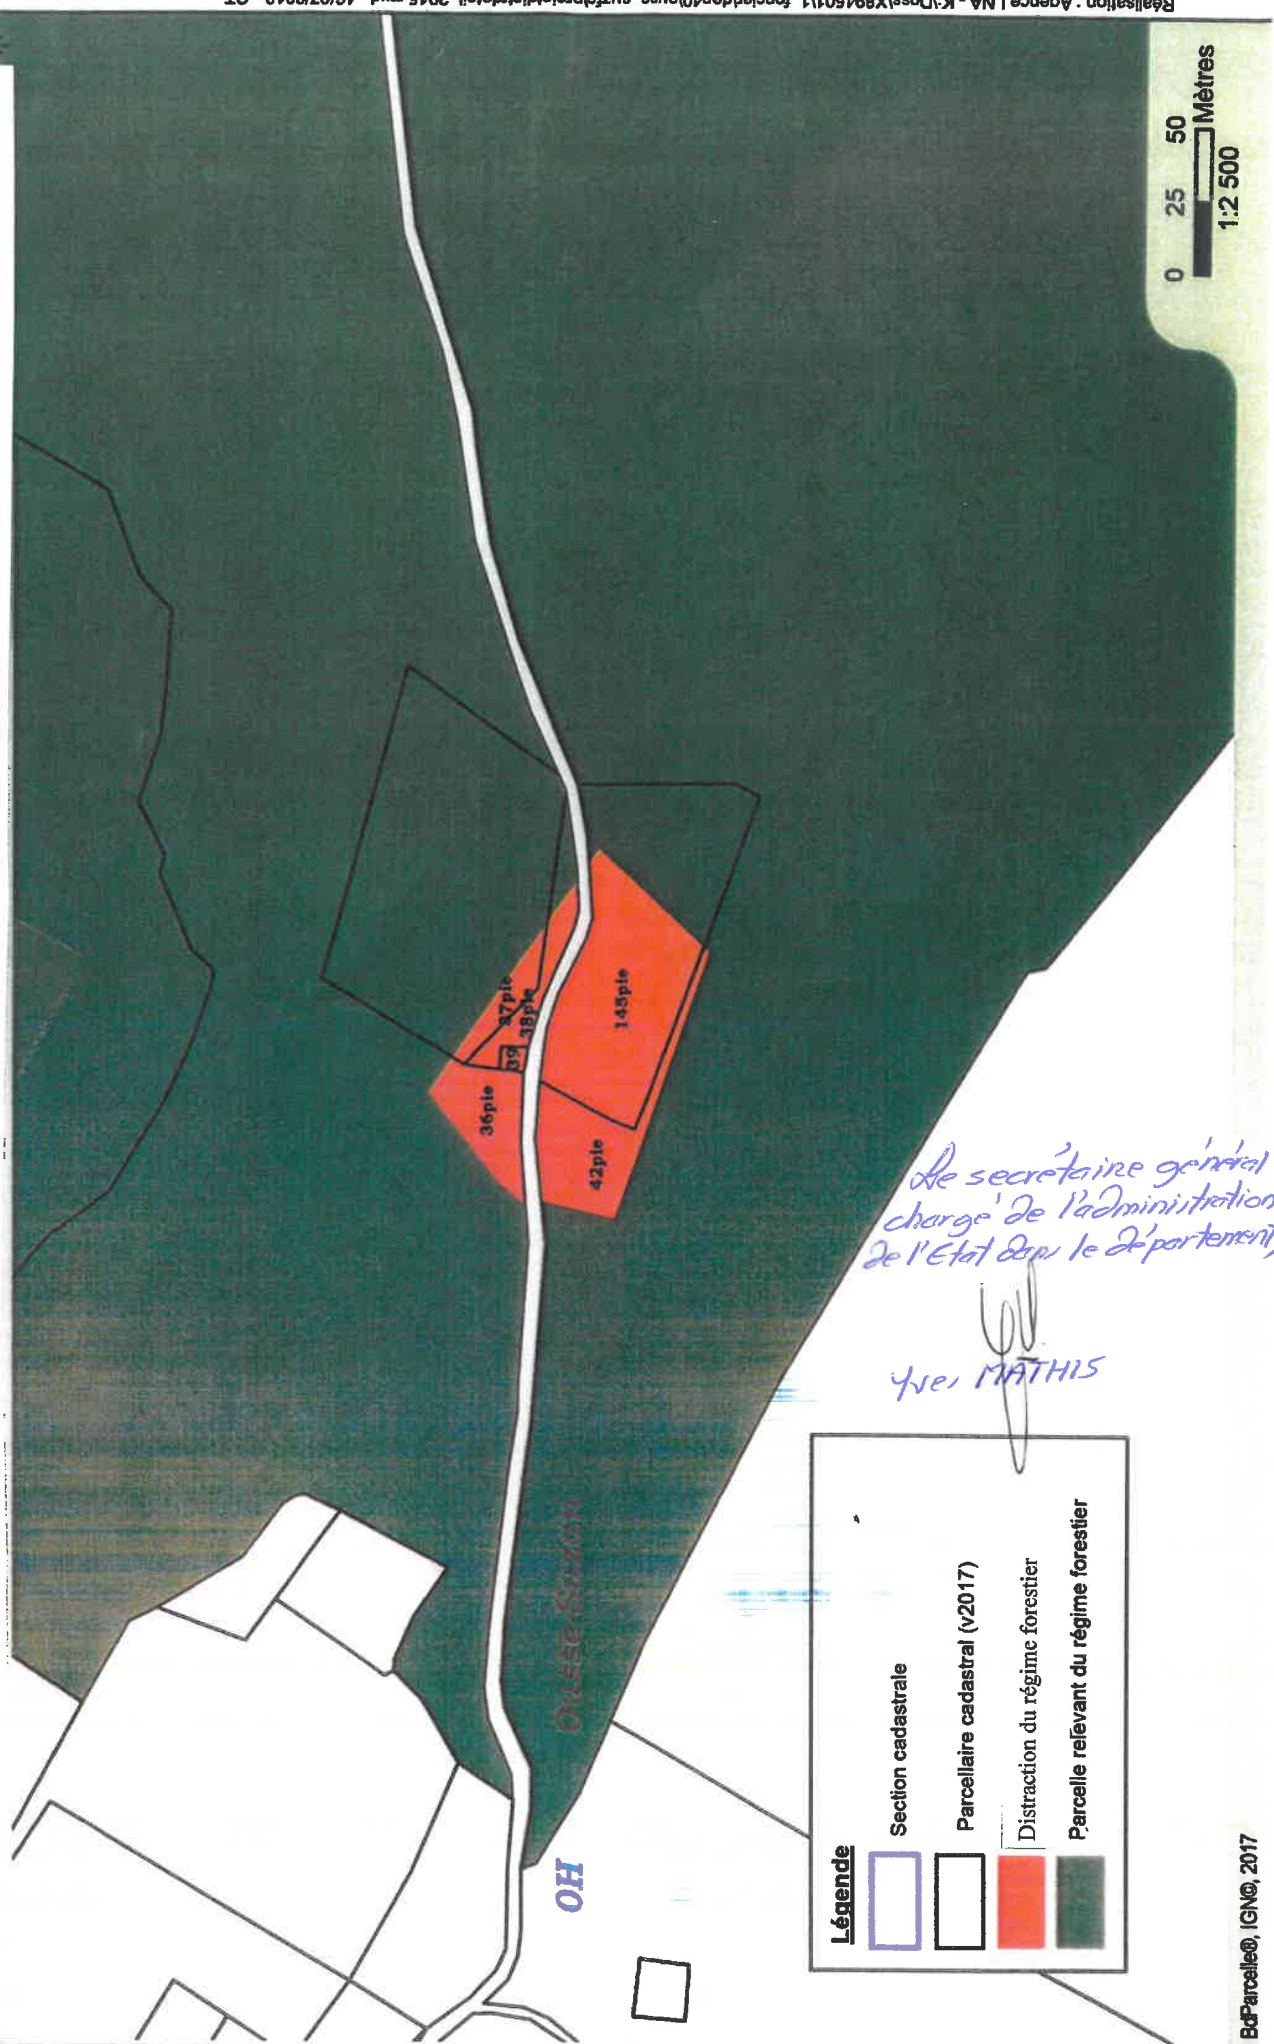 37pie
38pie
39
36pie
145pie
42pie
Ousse-Suzan
OH
0 25 50
Mètres
1:2 500
Le secrétaire général
chargé de l'administration
de l'Etat dans le département,
Yves MATHIS
Légende
Section cadastrale
Parcellaire cadastral (v2017)
Distraction du régime forestier
Parcelle relevant du régime forestier
BdParcelle®, IGN©, 2017